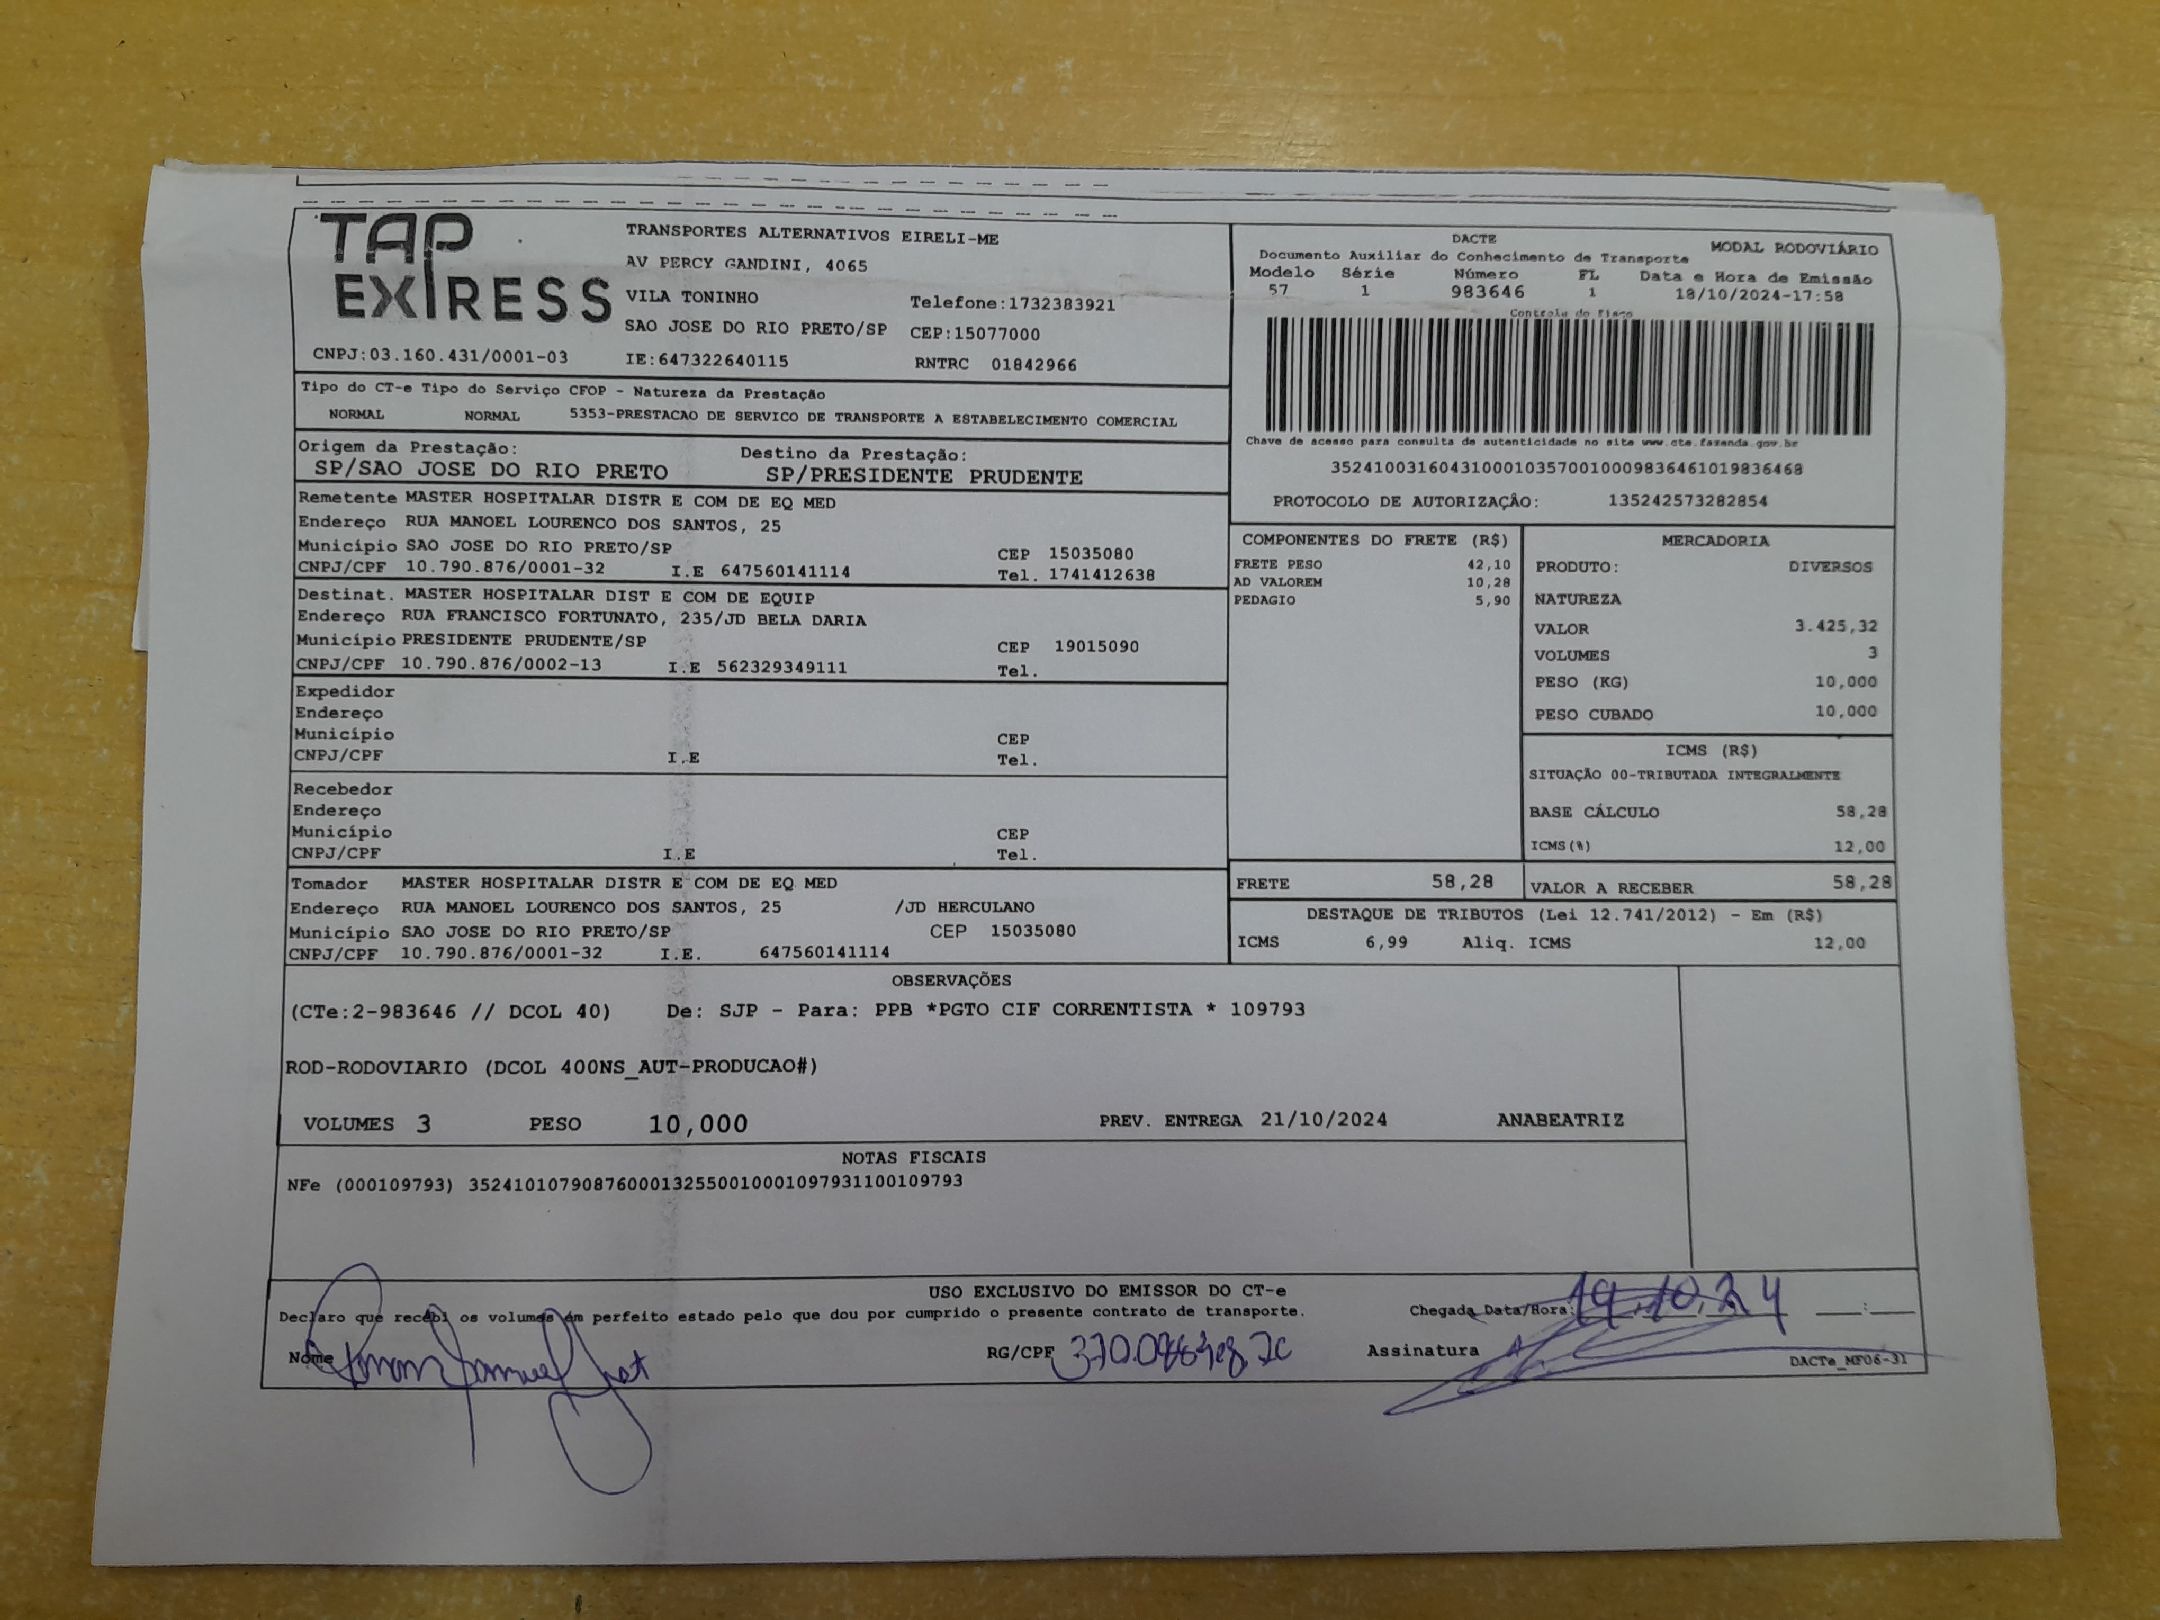 TAP
EXPRESS
TRANSPORTES ALTERNATIVOS EIRELI-ME
AV PERCY GANDINI, 4065
VILA TONINHO Telefone:1732383921
SAO JOSE DO RIO PRETO/SP CEP:15077000
CNPJ:03.160.431/0001-03 IE:647322640115 RNTRC 01842966
DACTE MODAL RODOVIÁRIO
Documento Auxiliar do Conhecimento de Transporte
Modelo Série Número FL Data e Hora de Emissão
57 1 983646 1 18/10/2024-17:58
Controle do Fisco
Chave de acesso para consulta de autenticidade no site www.cte.fazenda.gov.br
35241003160431000103570010009836461019836468
PROTOCOLO DE AUTORIZAÇÃO: 135242573282854
Tipo do CT-e Tipo do Serviço CFOP - Natureza da Prestação
NORMAL NORMAL 5353-PRESTACAO DE SERVICO DE TRANSPORTE A ESTABELECIMENTO COMERCIAL
Origem da Prestação: Destino da Prestação:
SP/SAO JOSE DO RIO PRETO SP/PRESIDENTE PRUDENTE
Remetente MASTER HOSPITALAR DISTR E COM DE EQ MED
Endereço RUA MANOEL LOURENCO DOS SANTOS, 25
Município SAO JOSE DO RIO PRETO/SP CEP 15035080
CNPJ/CPF 10.790.876/0001-32 I.E 647560141114 Tel. 1741412638
Destinat. MASTER HOSPITALAR DIST E COM DE EQUIP
Endereço RUA FRANCISCO FORTUNATO, 235/JD BELA DARIA
Município PRESIDENTE PRUDENTE/SP CEP 19015090
CNPJ/CPF 10.790.876/0002-13 I.E 562329349111 Tel.
Expedidor
Endereço
Município CEP
CNPJ/CPF I.E Tel.
Recebedor
Endereço
Município CEP
CNPJ/CPF I.E Tel.
Tomador MASTER HOSPITALAR DISTR E COM DE EQ MED
Endereço RUA MANOEL LOURENCO DOS SANTOS, 25 /JD HERCULANO
Município SAO JOSE DO RIO PRETO/SP CEP 15035080
CNPJ/CPF 10.790.876/0001-32 I.E. 647560141114
COMPONENTES DO FRETE (R$)
FRETE PESO 42,10
AD VALOREM 10,28
PEDAGIO 5,90
MERCADORIA
PRODUTO: DIVERSOS
NATUREZA
VALOR 3.425,32
VOLUMES 3
PESO (KG) 10,000
PESO CUBADO 10,000
ICMS (R$)
SITUAÇÃO 00-TRIBUTADA INTEGRALMENTE
BASE CÁLCULO 58,28
ICMS(%) 12,00
FRETE 58,28 VALOR A RECEBER 58,28
DESTAQUE DE TRIBUTOS (Lei 12.741/2012) - Em (R$)
ICMS 6,99 Aliq. ICMS 12,00
OBSERVAÇÕES
(CTe:2-983646 // DCOL 40) De: SJP - Para: PPB *PGTO CIF CORRENTISTA * 109793
ROD-RODOVIARIO (DCOL 400NS_AUT-PRODUCAO#)
VOLUMES 3 PESO 10,000 PREV. ENTREGA 21/10/2024 ANABEATRIZ
NOTAS FISCAIS
NFe (000109793) 35241010790876000132550010001097931100109793
USO EXCLUSIVO DO EMISSOR DO CT-e
Declaro que recebi os volumes em perfeito estado pelo que dou por cumprido o presente contrato de transporte. Chegada Data/Hora: 19.10.24 ___:___
Nome RG/CPF Assinatura
DACTe_MF06-31